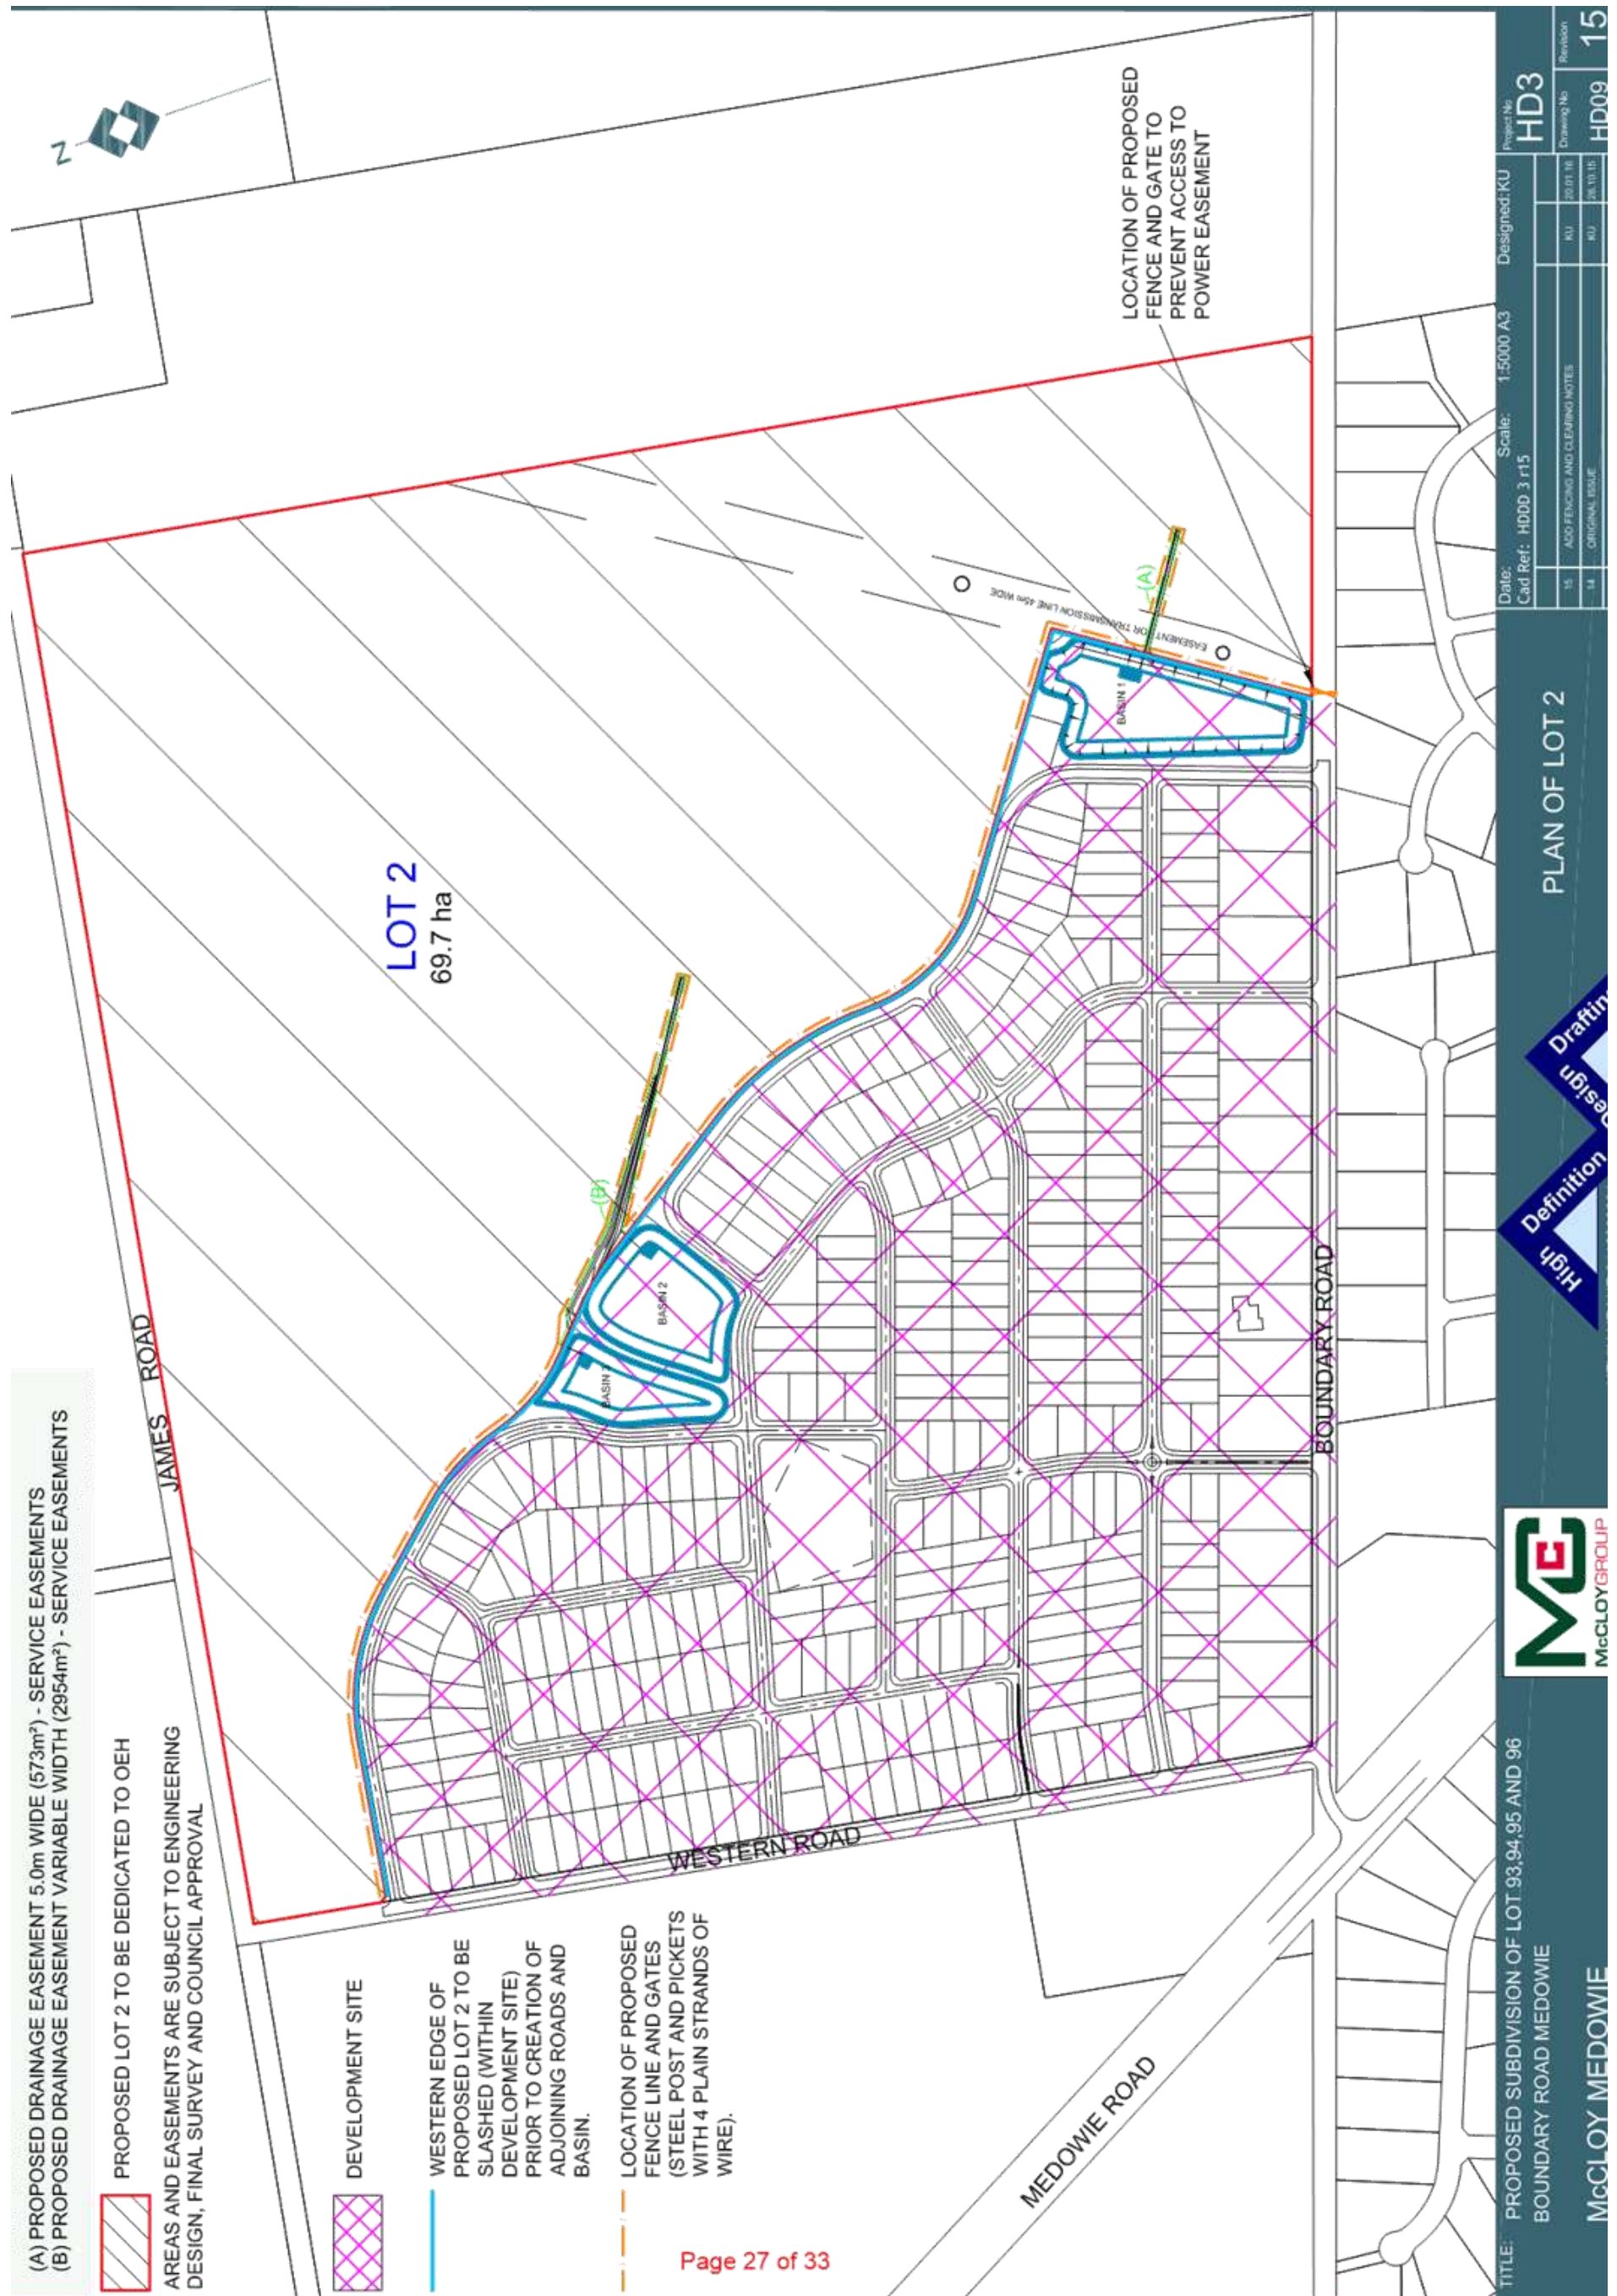 (A) PROPOSED DRAINAGE EASEMENT 5.0m WIDE (573m²) - SERVICE EASEMENTS
(B) PROPOSED DRAINAGE EASEMENT VARIABLE WIDTH (2954m²) - SERVICE EASEMENTS
PROPOSED LOT 2 TO BE DEDICATED TO OEH
AREAS AND EASEMENTS ARE SUBJECT TO ENGINEERING
DESIGN, FINAL SURVEY AND COUNCIL APPROVAL
DEVELOPMENT SITE
WESTERN EDGE OF
PROPOSED LOT 2 TO BE
SLASHED (WITHIN
DEVELOPMENT SITE)
PRIOR TO CREATION OF
ADJOINING ROADS AND
BASIN.
LOCATION OF PROPOSED
FENCE LINE AND GATES
(STEEL POST AND PICKETS
WITH 4 PLAIN STRANDS OF
WIRE).
Page 27 of 33
JAMES ROAD
Z
LOT 2
69.7 ha
(B)
(A)
EASEMENT FOR TRANSMISSION LINE 45m WIDE
BASIN 1
BASIN 2
BASIN
LOCATION OF PROPOSED
FENCE AND GATE TO
PREVENT ACCESS TO
POWER EASEMENT
WESTERN ROAD
BOUNDARY ROAD
MEDOWIE ROAD
TITLE: PROPOSED SUBDIVISION OF LOT 93,94,95 AND 96
BOUNDARY ROAD MEDOWIE
McCLOY MEDOWIE
MC
McCLOYGROUP
High Definition Design Draftin
PLAN OF LOT 2
Date: Scale: 1:5000 A3 Designed: KU
Cad Ref: HDDD 3 r15
15 ADD FENCING AND CLEARING NOTES KU 20.01.16
14 ORIGINAL ISSUE KU 26.10.15
Project No
HD3
Drawing No Revision
HD09 15